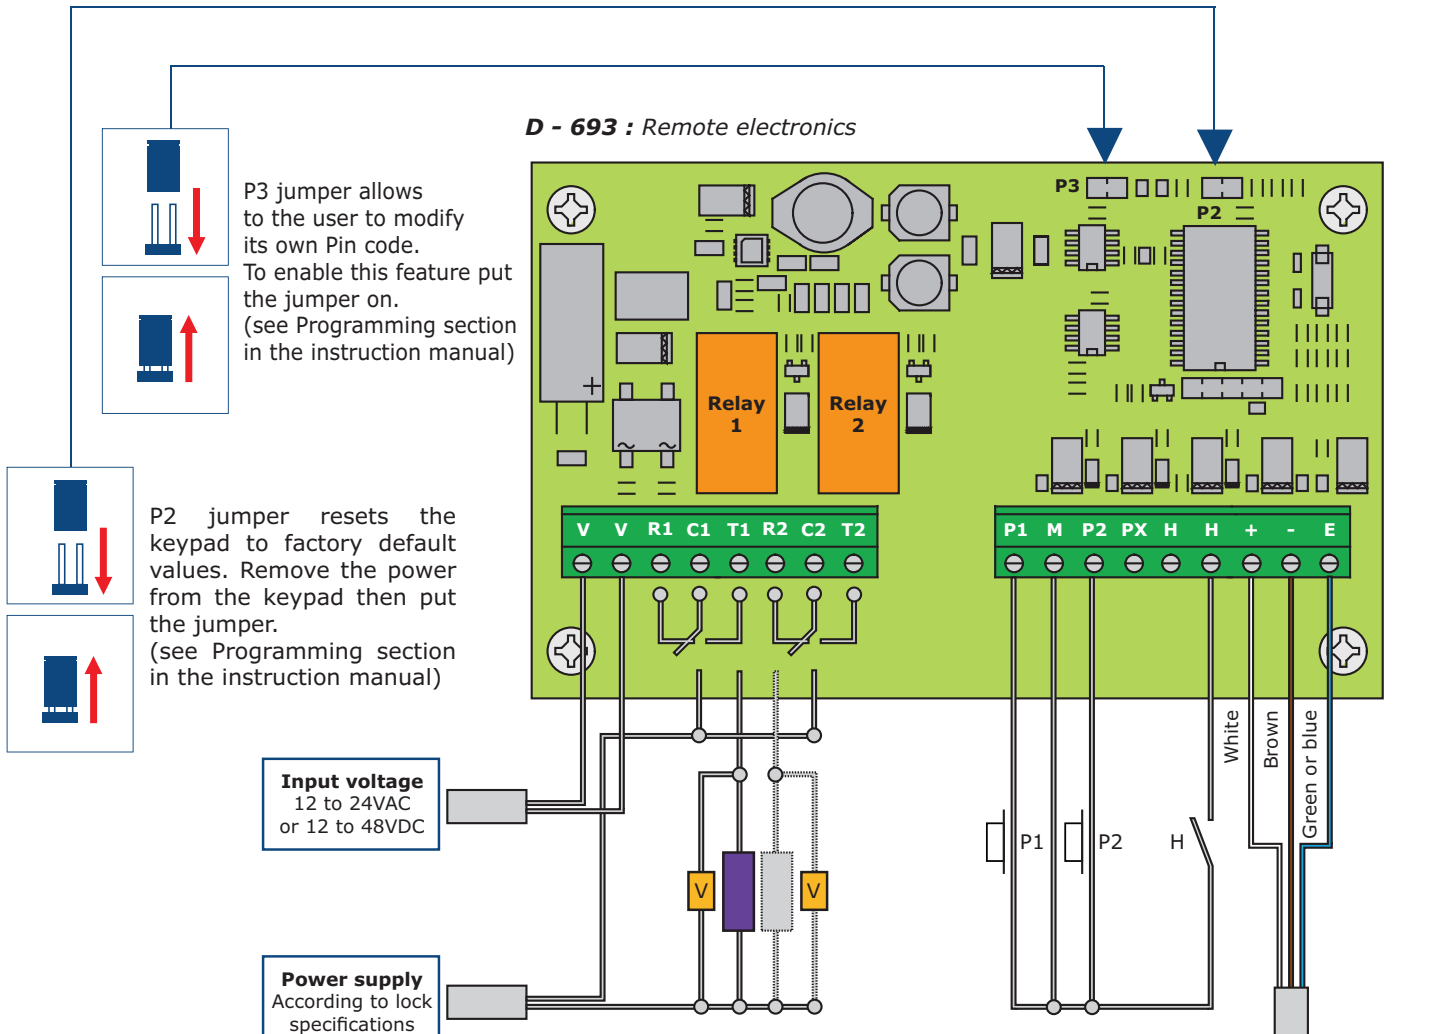 D - 693 : Remote electronics
P3 jumper allows
to the user to modify
its own Pin code.
To enable this feature put
the jumper on.
(see Programming section
in the instruction manual)
P2 jumper resets the
keypad to factory default
values. Remove the power
from the keypad then put
the jumper.
(see Programming section
in the instruction manual)
P3
P2
+
Relay
1
Relay
2
~ ~
V V R1 C1 T1 R2 C2 T2
P1 M P2 PX H H + - E
White
Brown
Green or blue
Input voltage
12 to 24VAC
or 12 to 48VDC
P1
P2
H
V
V
Power supply
According to lock
specifications